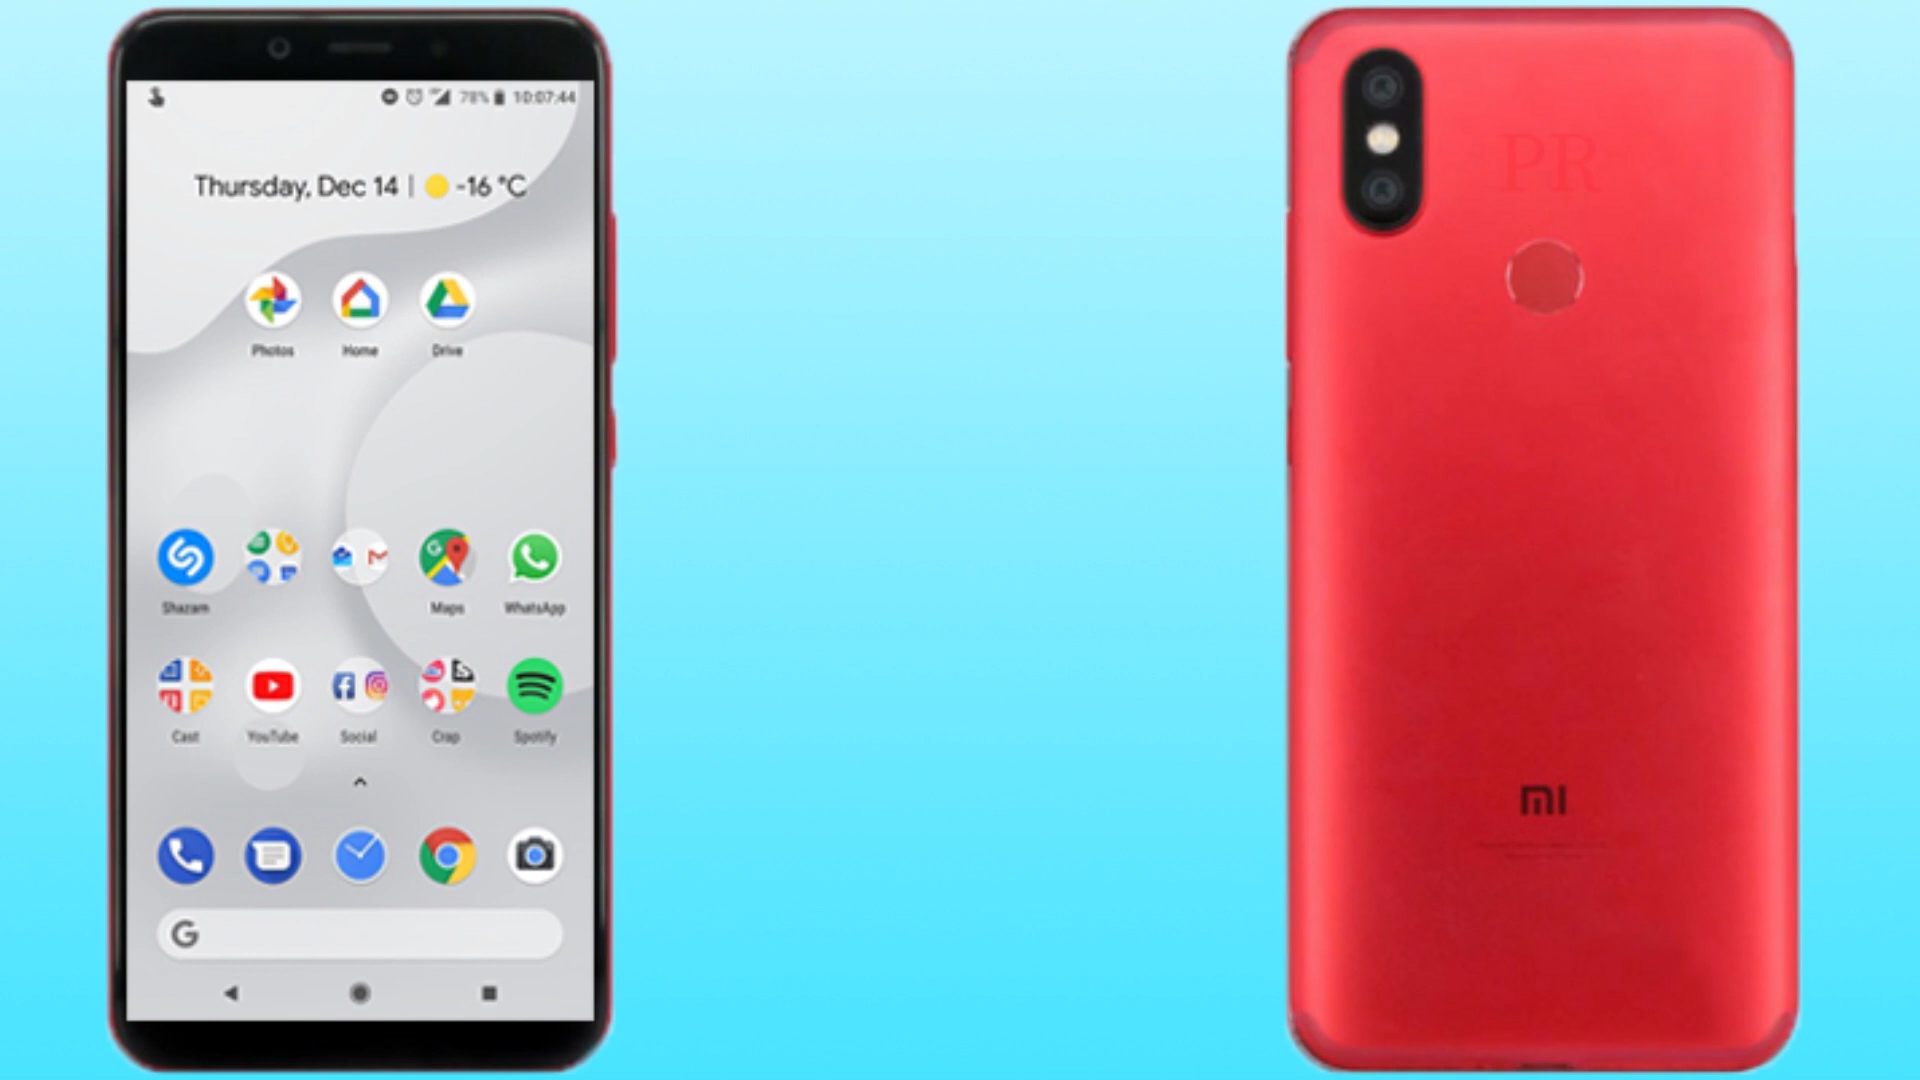 78% 10:07:44
Thursday, Dec 14 | -16 °C
Photos Home Drive
Shazam Maps WhatsApp
Cast YouTube Social Crap Spotify
G
PR
MI